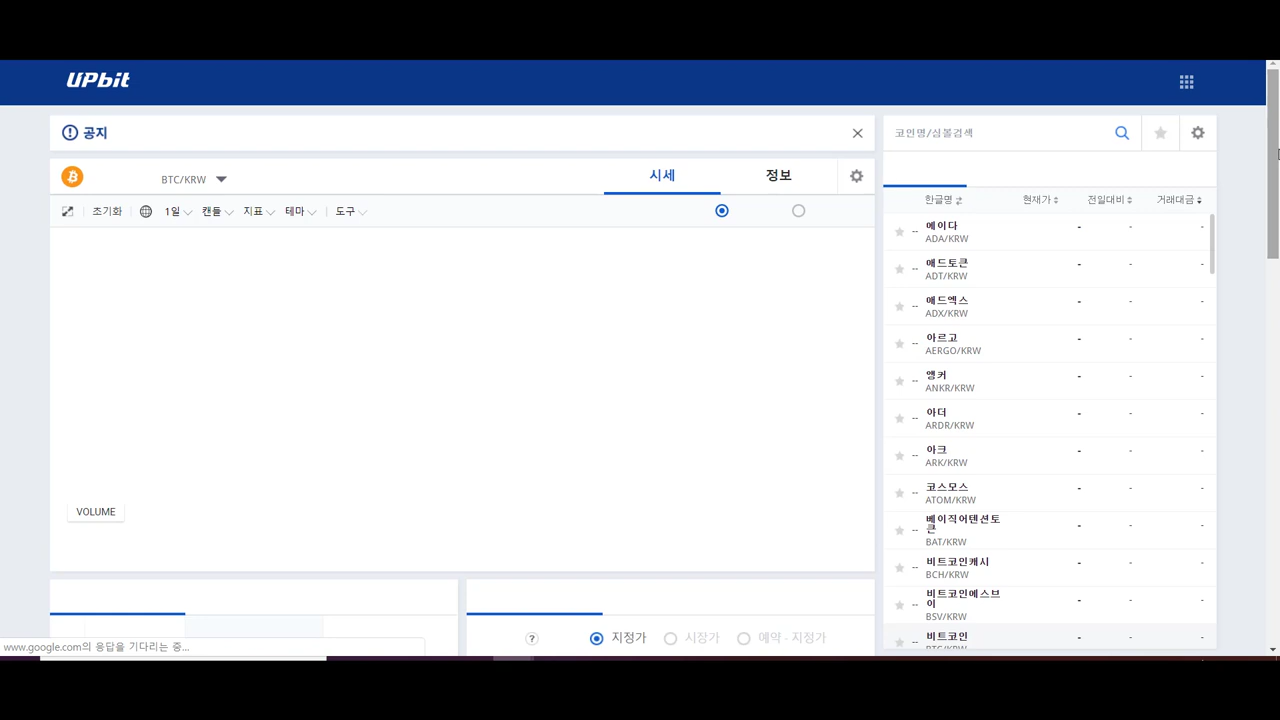 UPbit
공지
코인명/심볼검색
BTC/KRW
시세
정보
초기화
1일
캔들
지표
테마
도구
한글명
현재가
전일대비
거래대금
에이다
- - -
ADA/KRW
애드토큰
- - -
ADT/KRW
애드엑스
- - -
ADX/KRW
아르고
- - -
AERGO/KRW
앵커
- - -
ANKR/KRW
아더
- - -
ARDR/KRW
아크
- - -
ARK/KRW
코스모스
- - -
ATOM/KRW
베이직어텐션토
큰
- - -
BAT/KRW
비트코인캐시
- - -
BCH/KRW
비트코인에스브
이
- - -
BSV/KRW
비트코인
- - -
BTC/KRW
VOLUME
? 지정가 시장가 예약 - 지정가
www.google.com의 응답을 기다리는 중...